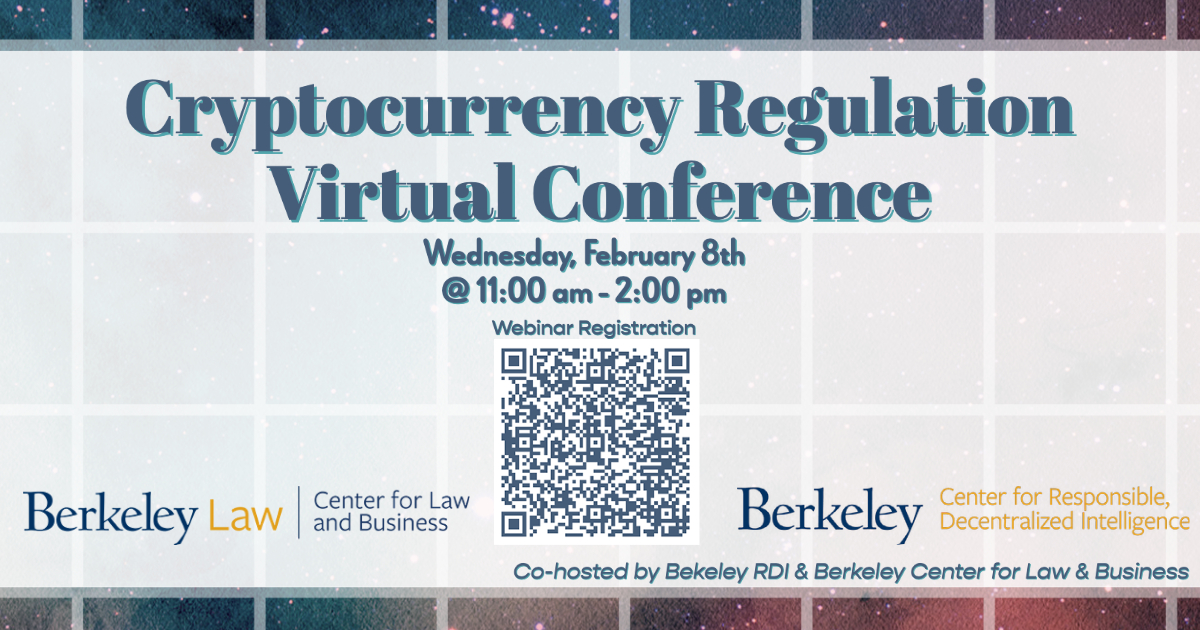 Cryptocurrency Regulation
Virtual Conference
Wednesday, February 8th
@ 11:00 am - 2:00 pm
Webinar Registration
Berkeley Law
Center for Law
and Business
Berkeley
Center for Responsible,
Decentralized Intelligence
Co-hosted by Bekeley RDI & Berkeley Center for Law & Business